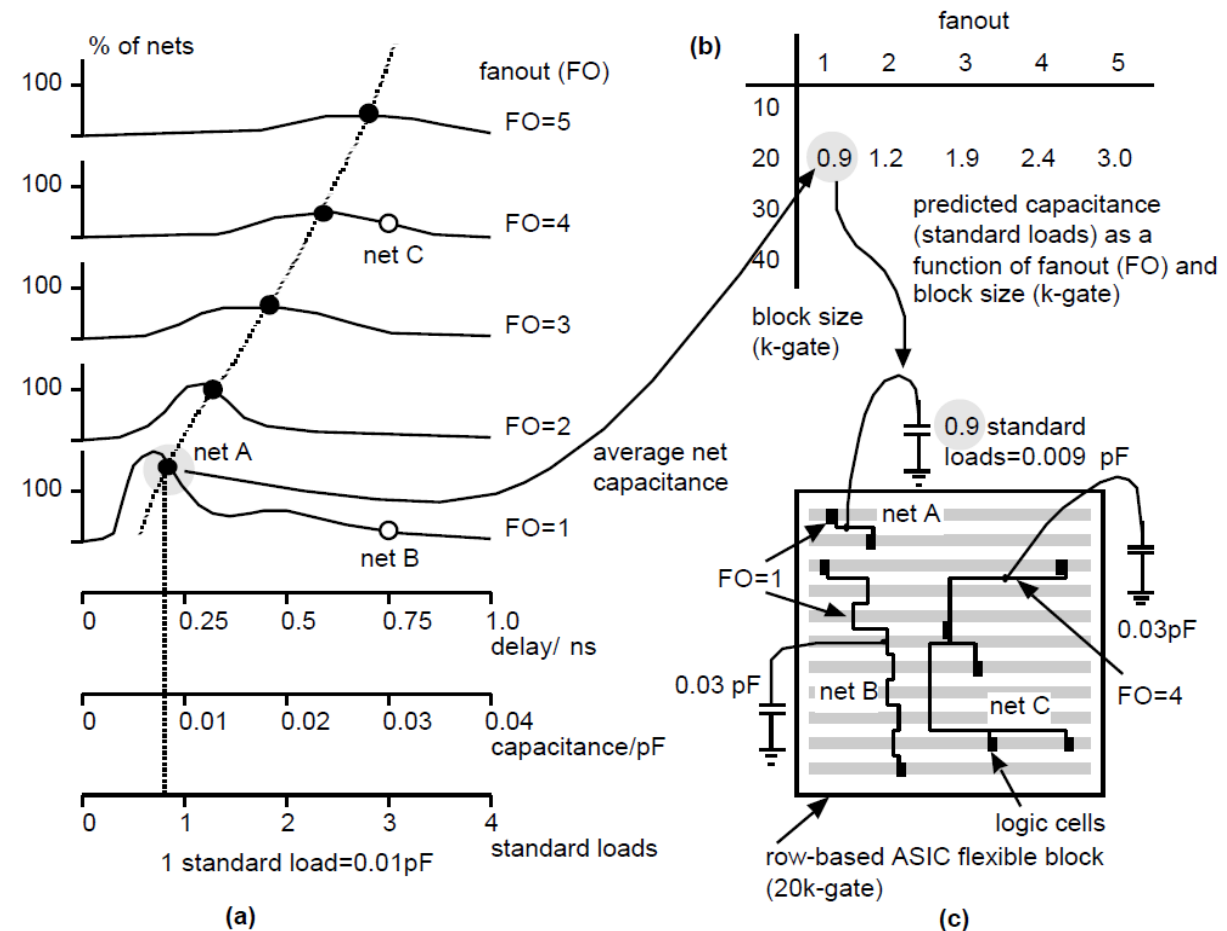 % of nets
fanout (FO)
100
FO=5
100
FO=4
net C
100
FO=3
100
FO=2
net A
100
FO=1
net B
average net
capacitance
0 0.25 0.5 0.75 1.0
delay/ ns
0 0.01 0.02 0.03 0.04
capacitance/pF
0 1 2 3 4
standard loads
1 standard load=0.01pF
(a)
(b)
fanout
1 2 3 4 5
10
20 0.9 1.2 1.9 2.4 3.0
30
40
predicted capacitance
(standard loads) as a
function of fanout (FO) and
block size (k-gate)
block size
(k-gate)
0.9 standard
loads=0.009 pF
net A
FO=1
0.03pF
0.03 pF
net B
net C
FO=4
logic cells
row-based ASIC flexible block
(20k-gate)
(c)